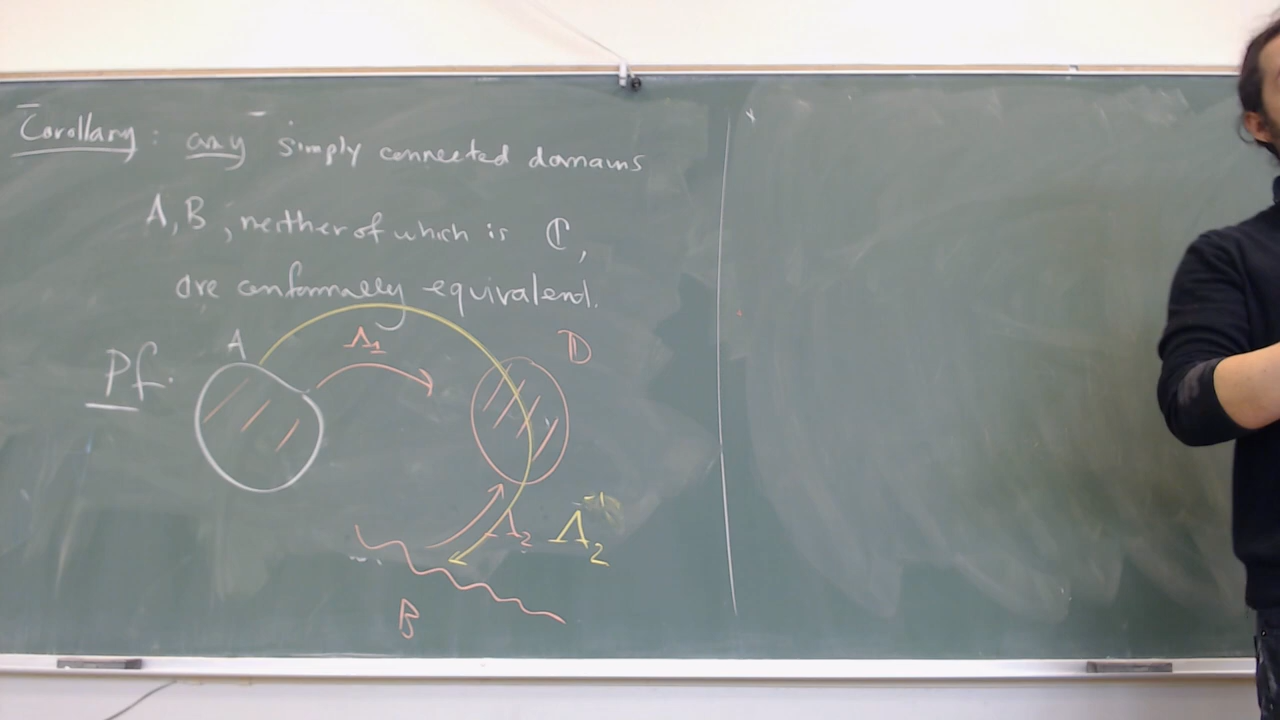 Corollary: any simply connected domains
A, B, neither of which is ℂ,
are conformally equivalent.
Pf.
A
Λ₁
𝔻
Λ₂
Λ₂⁻¹
B